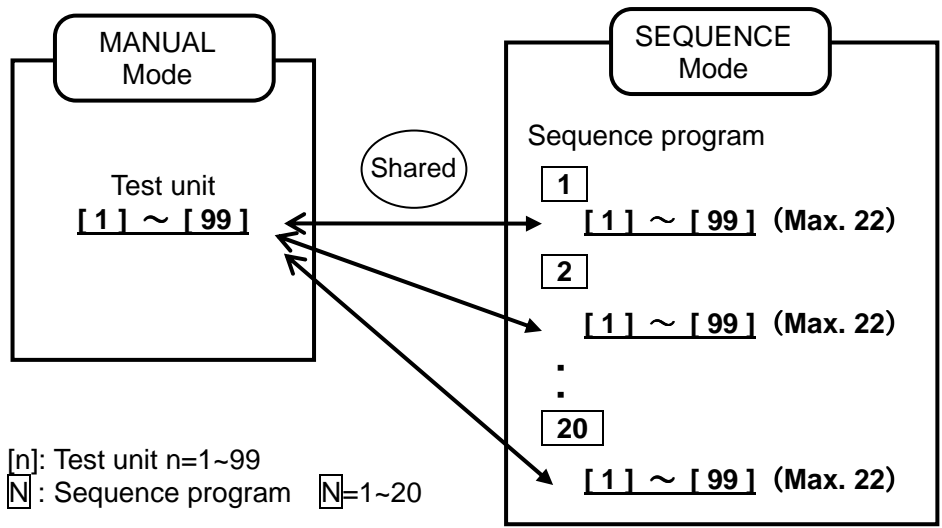 MANUAL
Mode
Test unit
[ 1 ] ～ [ 99 ]
Shared
SEQUENCE
Mode
Sequence program
1
[ 1 ] ～ [ 99 ] (Max. 22)
2
[ 1 ] ～ [ 99 ] (Max. 22)
.
.
20
[ 1 ] ～ [ 99 ] (Max. 22)
[n]: Test unit n=1~99
N : Sequence program N=1~20